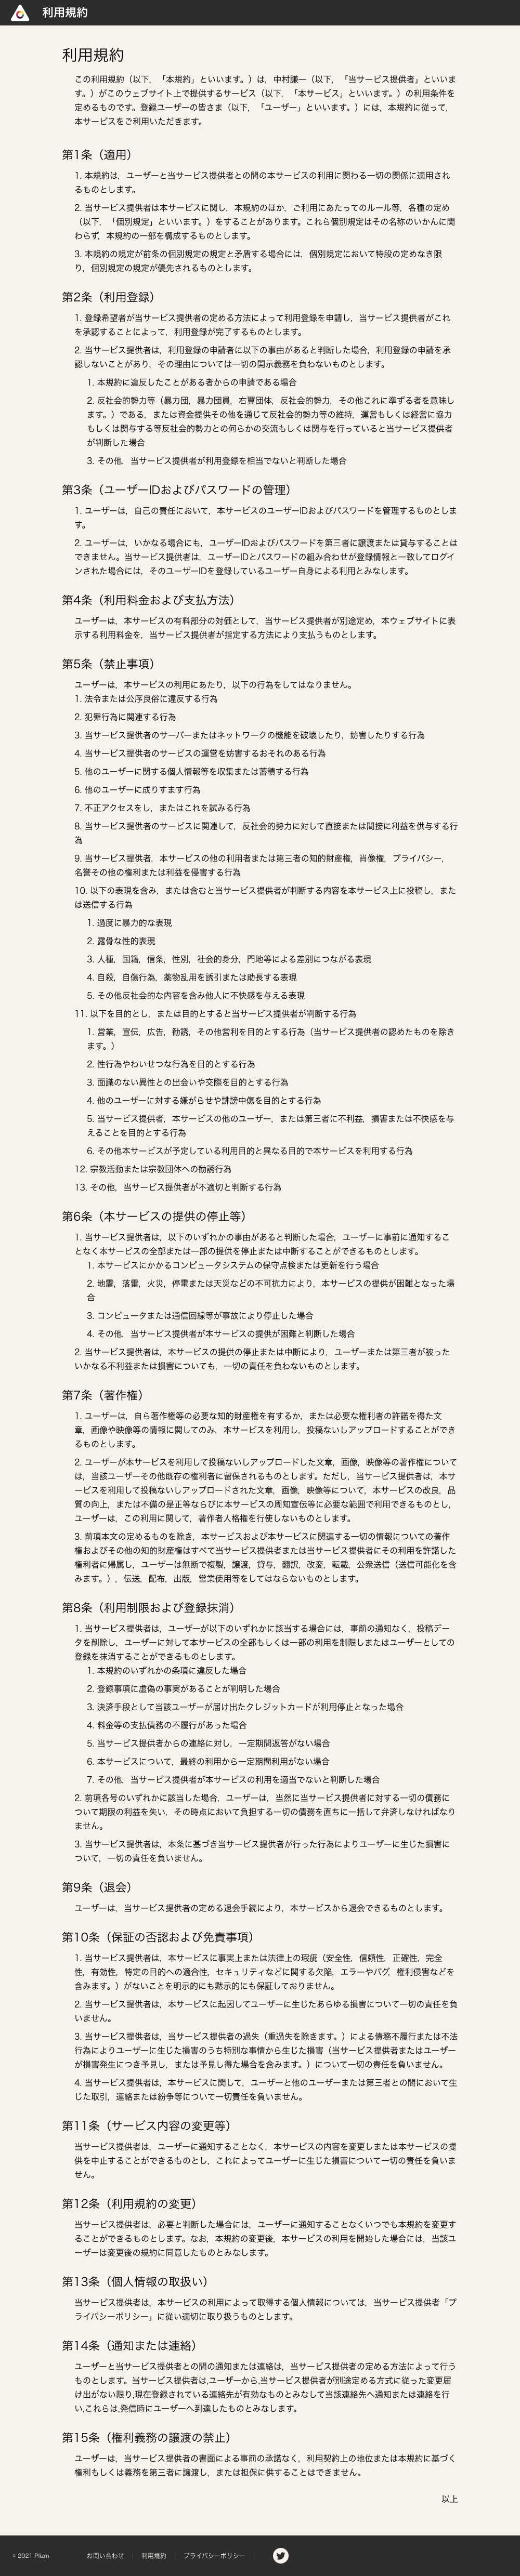 利用規約
利用規約
この利用規約（以下，「本規約」といいます。）は，中村謙一（以下，「当サービス提供者」といいま
す。）がこのウェブサイト上で提供するサービス（以下，「本サービス」といいます。）の利用条件を
定めるものです。登録ユーザーの皆さま（以下，「ユーザー」といいます。）には，本規約に従って，
本サービスをご利用いただきます。
第1条（適用）
1. 本規約は，ユーザーと当サービス提供者との間の本サービスの利用に関わる一切の関係に適用され
るものとします。
2. 当サービス提供者は本サービスに関し，本規約のほか，ご利用にあたってのルール等，各種の定め
（以下，「個別規定」といいます。）をすることがあります。これら個別規定はその名称のいかんに関
わらず，本規約の一部を構成するものとします。
3. 本規約の規定が前条の個別規定の規定と矛盾する場合には，個別規定において特段の定めなき限
り，個別規定の規定が優先されるものとします。
第2条（利用登録）
1. 登録希望者が当サービス提供者の定める方法によって利用登録を申請し，当サービス提供者がこれ
を承認することによって，利用登録が完了するものとします。
2. 当サービス提供者は，利用登録の申請者に以下の事由があると判断した場合，利用登録の申請を承
認しないことがあり，その理由については一切の開示義務を負わないものとします。
1. 本規約に違反したことがある者からの申請である場合
2. 反社会的勢力等（暴力団，暴力団員，右翼団体，反社会的勢力，その他これに準ずる者を意味し
ます。）である，または資金提供その他を通じて反社会的勢力等の維持，運営もしくは経営に協力
もしくは関与する等反社会的勢力との何らかの交流もしくは関与を行っていると当サービス提供者
が判断した場合
3. その他，当サービス提供者が利用登録を相当でないと判断した場合
第3条（ユーザーIDおよびパスワードの管理）
1. ユーザーは，自己の責任において，本サービスのユーザーIDおよびパスワードを管理するものとしま
す。
2. ユーザーは，いかなる場合にも，ユーザーIDおよびパスワードを第三者に譲渡または貸与することは
できません。当サービス提供者は，ユーザーIDとパスワードの組み合わせが登録情報と一致してログイ
ンされた場合には，そのユーザーIDを登録しているユーザー自身による利用とみなします。
第4条（利用料金および支払方法）
ユーザーは，本サービスの有料部分の対価として，当サービス提供者が別途定め，本ウェブサイトに表
示する利用料金を，当サービス提供者が指定する方法により支払うものとします。
第5条（禁止事項）
ユーザーは，本サービスの利用にあたり，以下の行為をしてはなりません。
1. 法令または公序良俗に違反する行為
2. 犯罪行為に関連する行為
3. 当サービス提供者のサーバーまたはネットワークの機能を破壊したり，妨害したりする行為
4. 当サービス提供者のサービスの運営を妨害するおそれのある行為
5. 他のユーザーに関する個人情報等を収集または蓄積する行為
6. 他のユーザーに成りすます行為
7. 不正アクセスをし，またはこれを試みる行為
8. 当サービス提供者のサービスに関連して，反社会的勢力に対して直接または間接に利益を供与する行
為
9. 当サービス提供者，本サービスの他の利用者または第三者の知的財産権，肖像権，プライバシー，
名誉その他の権利または利益を侵害する行為
10. 以下の表現を含み，または含むと当サービス提供者が判断する内容を本サービス上に投稿し，また
は送信する行為
1. 過度に暴力的な表現
2. 露骨な性的表現
3. 人種，国籍，信条，性別，社会的身分，門地等による差別につながる表現
4. 自殺，自傷行為，薬物乱用を誘引または助長する表現
5. その他反社会的な内容を含み他人に不快感を与える表現
11. 以下を目的とし，または目的とすると当サービス提供者が判断する行為
1. 営業，宣伝，広告，勧誘，その他営利を目的とする行為（当サービス提供者の認めたものを除き
ます。）
2. 性行為やわいせつな行為を目的とする行為
3. 面識のない異性との出会いや交際を目的とする行為
4. 他のユーザーに対する嫌がらせや誹謗中傷を目的とする行為
5. 当サービス提供者，本サービスの他のユーザー，または第三者に不利益，損害または不快感を与
えることを目的とする行為
6. その他本サービスが予定している利用目的と異なる目的で本サービスを利用する行為
12. 宗教活動または宗教団体への勧誘行為
13. その他，当サービス提供者が不適切と判断する行為
第6条（本サービスの提供の停止等）
1. 当サービス提供者は，以下のいずれかの事由があると判断した場合，ユーザーに事前に通知するこ
となく本サービスの全部または一部の提供を停止または中断することができるものとします。
1. 本サービスにかかるコンピュータシステムの保守点検または更新を行う場合
2. 地震，落雷，火災，停電または天災などの不可抗力により，本サービスの提供が困難となった場
合
3. コンピュータまたは通信回線等が事故により停止した場合
4. その他，当サービス提供者が本サービスの提供が困難と判断した場合
2. 当サービス提供者は，本サービスの提供の停止または中断により，ユーザーまたは第三者が被った
いかなる不利益または損害についても，一切の責任を負わないものとします。
第7条（著作権）
1. ユーザーは，自ら著作権等の必要な知的財産権を有するか，または必要な権利者の許諾を得た文
章，画像や映像等の情報に関してのみ，本サービスを利用し，投稿ないしアップロードすることができ
るものとします。
2. ユーザーが本サービスを利用して投稿ないしアップロードした文章，画像，映像等の著作権について
は，当該ユーザーその他既存の権利者に留保されるものとします。ただし，当サービス提供者は，本サ
ービスを利用して投稿ないしアップロードされた文章，画像，映像等について，本サービスの改良，品
質の向上，または不備の是正等ならびに本サービスの周知宣伝等に必要な範囲で利用できるものとし，
ユーザーは，この利用に関して，著作者人格権を行使しないものとします。
3. 前項本文の定めるものを除き，本サービスおよび本サービスに関連する一切の情報についての著作
権およびその他の知的財産権はすべて当サービス提供者または当サービス提供者にその利用を許諾した
権利者に帰属し，ユーザーは無断で複製，譲渡，貸与，翻訳，改変，転載，公衆送信（送信可能化を含
みます。），伝送，配布，出版，営業使用等をしてはならないものとします。
第8条（利用制限および登録抹消）
1. 当サービス提供者は，ユーザーが以下のいずれかに該当する場合には，事前の通知なく，投稿デー
タを削除し，ユーザーに対して本サービスの全部もしくは一部の利用を制限しまたはユーザーとしての
登録を抹消することができるものとします。
1. 本規約のいずれかの条項に違反した場合
2. 登録事項に虚偽の事実があることが判明した場合
3. 決済手段として当該ユーザーが届け出たクレジットカードが利用停止となった場合
4. 料金等の支払債務の不履行があった場合
5. 当サービス提供者からの連絡に対し，一定期間返答がない場合
6. 本サービスについて，最終の利用から一定期間利用がない場合
7. その他，当サービス提供者が本サービスの利用を適当でないと判断した場合
2. 前項各号のいずれかに該当した場合，ユーザーは，当然に当サービス提供者に対する一切の債務に
ついて期限の利益を失い，その時点において負担する一切の債務を直ちに一括して弁済しなければなり
ません。
3. 当サービス提供者は，本条に基づき当サービス提供者が行った行為によりユーザーに生じた損害に
ついて，一切の責任を負いません。
第9条（退会）
ユーザーは，当サービス提供者の定める退会手続により，本サービスから退会できるものとします。
第10条（保証の否認および免責事項）
1. 当サービス提供者は，本サービスに事実上または法律上の瑕疵（安全性，信頼性，正確性，完全
性，有効性，特定の目的への適合性，セキュリティなどに関する欠陥，エラーやバグ，権利侵害などを
含みます。）がないことを明示的にも黙示的にも保証しておりません。
2. 当サービス提供者は，本サービスに起因してユーザーに生じたあらゆる損害について一切の責任を負
いません。
3. 当サービス提供者は，当サービス提供者の過失（重過失を除きます。）による債務不履行または不法
行為によりユーザーに生じた損害のうち特別な事情から生じた損害（当サービス提供者またはユーザー
が損害発生につき予見し，または予見し得た場合を含みます。）について一切の責任を負いません。
4. 当サービス提供者は，本サービスに関して，ユーザーと他のユーザーまたは第三者との間において生
じた取引，連絡または紛争等について一切責任を負いません。
第11条（サービス内容の変更等）
当サービス提供者は，ユーザーに通知することなく，本サービスの内容を変更しまたは本サービスの提
供を中止することができるものとし，これによってユーザーに生じた損害について一切の責任を負いま
せん。
第12条（利用規約の変更）
当サービス提供者は，必要と判断した場合には，ユーザーに通知することなくいつでも本規約を変更す
ることができるものとします。なお，本規約の変更後，本サービスの利用を開始した場合には，当該ユ
ーザーは変更後の規約に同意したものとみなします。
第13条（個人情報の取扱い）
当サービス提供者は，本サービスの利用によって取得する個人情報については，当サービス提供者「プ
ライバシーポリシー」に従い適切に取り扱うものとします。
第14条（通知または連絡）
ユーザーと当サービス提供者との間の通知または連絡は，当サービス提供者の定める方法によって行う
ものとします。当サービス提供者は,ユーザーから,当サービス提供者が別途定める方式に従った変更届
け出がない限り,現在登録されている連絡先が有効なものとみなして当該連絡先へ通知または連絡を行
い,これらは,発信時にユーザーへ到達したものとみなします。
第15条（権利義務の譲渡の禁止）
ユーザーは，当サービス提供者の書面による事前の承諾なく，利用契約上の地位または本規約に基づく
権利もしくは義務を第三者に譲渡し，または担保に供することはできません。
以上
© 2021 Plizm お問い合わせ 利用規約 プライバシーポリシー